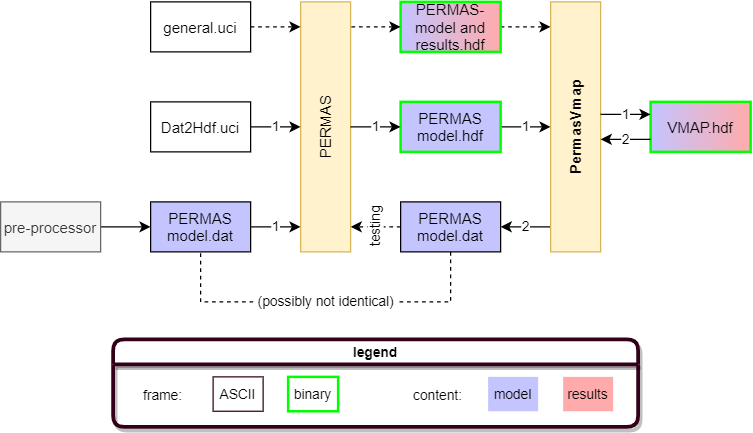 general.uci
PERMAS-
model and
results.hdf
PERMAS
PermasVmap
Dat2Hdf.uci
1
1
PERMAS
model.hdf
1
1
2
VMAP.hdf
pre-processor
PERMAS
model.dat
1
testing
PERMAS
model.dat
2
(possibly not identical)
legend
frame:
ASCII
binary
content:
model
results